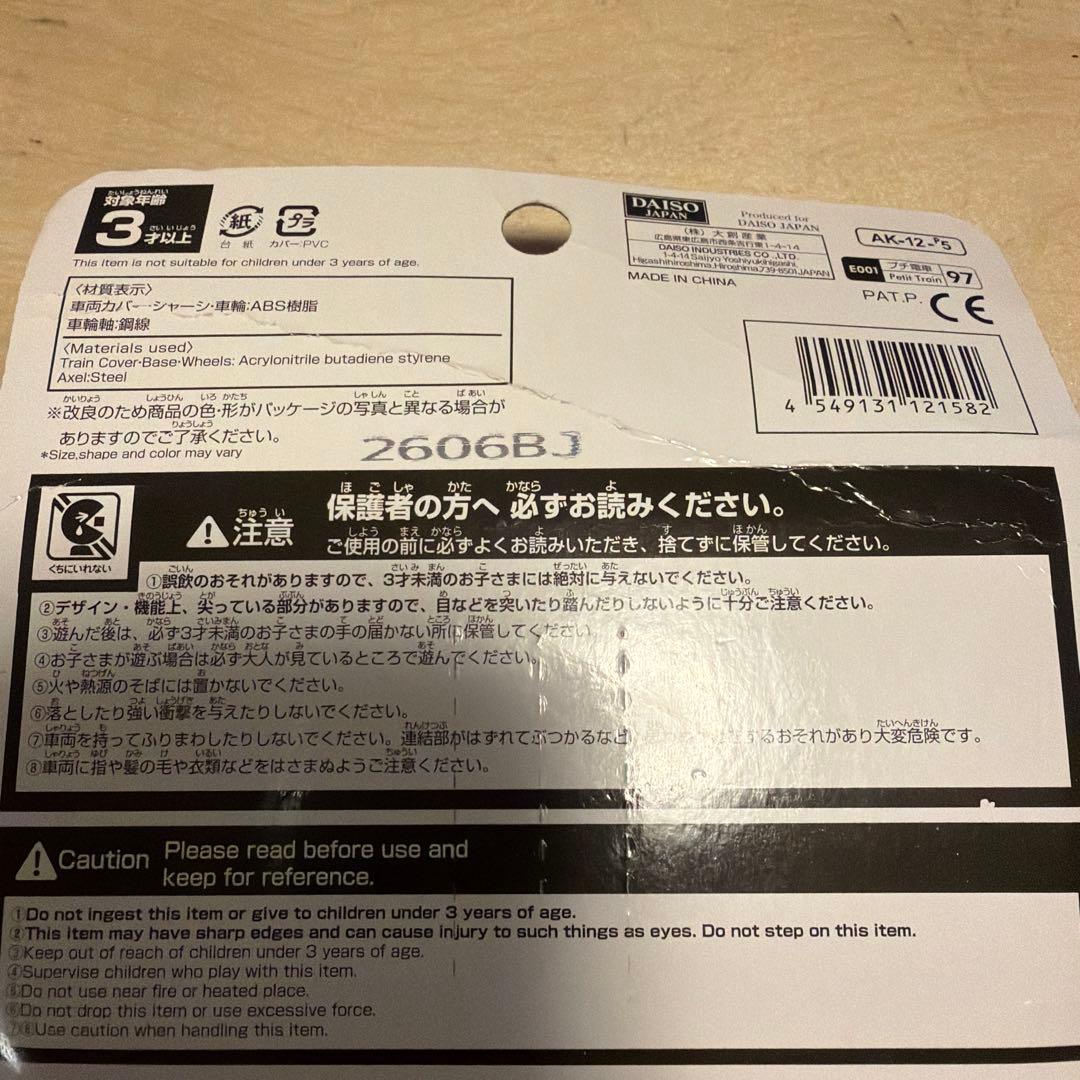 対象年齢
3才以上
紙
台紙
プラ
カバー:PVC
This item is not suitable for children under 3 years of age.
DAISO
JAPAN
Produced for
DAISO JAPAN
(株)大創産業
広島県東広島市西条吉行東1-4-14
DAISO INDUSTRIES CO.,LTD.
1-4-14 Saijyo Yoshiyukihigashi,
Higashihiroshima,Hiroshima,739-8501,JAPAN
MADE IN CHINA
AK-12-P5
E001
プチ電車
Petit Train
97
PAT.P.
CE
4 549131 121582
〈材質表示〉
車両カバー・シャーシ・車輪:ABS樹脂
車輪軸:鋼線
〈Materials used〉
Train Cover・Base・Wheels: Acrylonitrile butadiene styrene
Axel:Steel
※改良のため商品の色・形がパッケージの写真と異なる場合が
ありますのでご了承ください。
*Size,shape and color may vary
2606BJ
くちにいれない
注意
保護者の方へ 必ずお読みください。
ご使用の前に必ずよくお読みいただき、捨てずに保管してください。
①誤飲のおそれがありますので、3才未満のお子さまには絶対に与えないでください。
②デザイン・機能上、尖っている部分がありますので、目などを突いたり踏んだりしないように十分ご注意ください。
③遊んだ後は、必ず3才未満のお子さまの手の届かない所に保管してください。
④お子さまが遊ぶ場合は必ず大人が見ているところで遊んでください。
⑤火や熱源のそばには置かないでください。
⑥落としたり強い衝撃を与えたりしないでください。
⑦車両を持ってふりまわしたりしないでください。連結部がはずれてぶつかるなど するおそれがあり大変危険です。
⑧車両に指や髪の毛や衣類などをはさまぬようご注意ください。
Caution
Please read before use and
keep for reference.
①Do not ingest this item or give to children under 3 years of age.
②This item may have sharp edges and can cause injury to such things as eyes. Do not step on this item.
③Keep out of reach of children under 3 years of age.
④Supervise children who play with this item.
⑤Do not use near fire or heated place.
⑥Do not drop this item or use excessive force.
⑦⑧Use caution when handling this item.